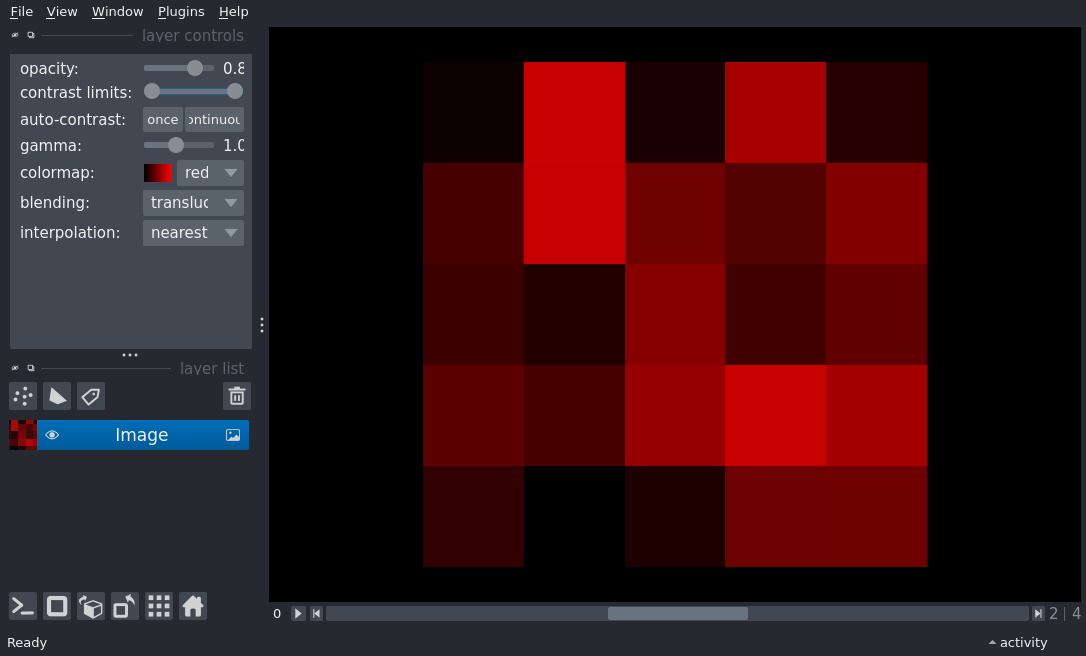 File View Window Plugins Help
layer controls
opacity: 0.8
contrast limits:
auto-contrast: once ontinuou
gamma: 1.0
colormap: red
blending: transluc
interpolation: nearest
layer list
Image
0 2 | 4
Ready activity